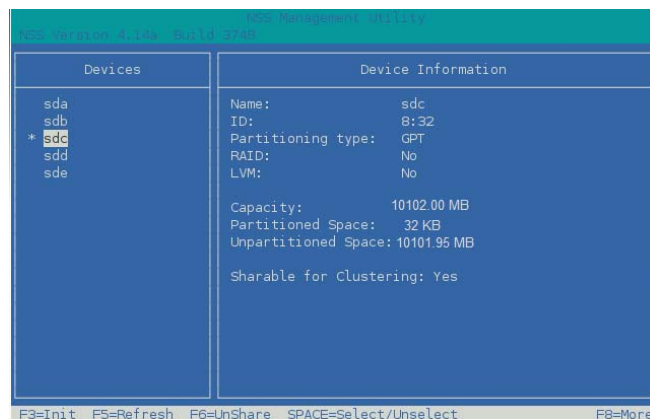 NSS Management Utility
NSS Version 4.14a Build 3748
Devices
Device Information
sda
sdb
* sdc
sdd
sde
Name: sdc
ID: 8:32
Partitioning type: GPT
RAID: No
LVM: No
Capacity: 10102.00 MB
Partitioned Space: 32 KB
Unpartitioned Space: 10101.95 MB
Sharable for Clustering: Yes
F3=Init F5=Refresh F6=UnShare SPACE=Select/Unselect F8=More